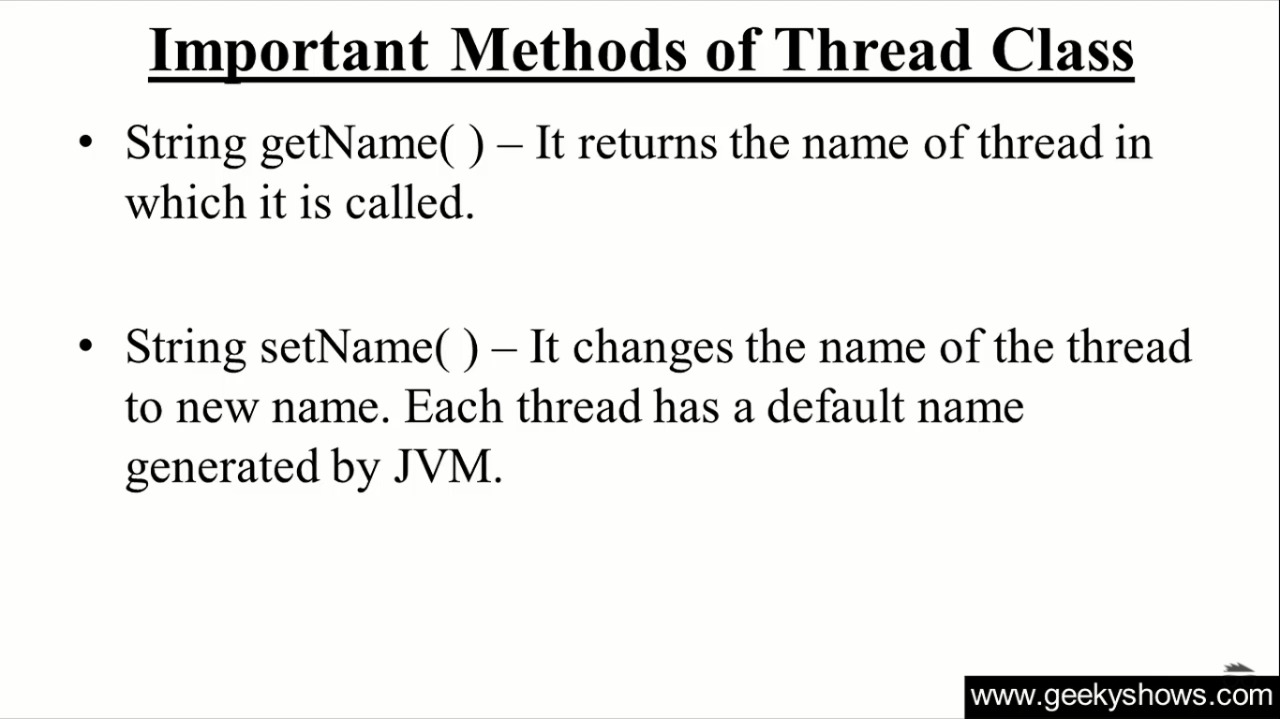 Important Methods of Thread Class
• String getName( ) – It returns the name of thread in
which it is called.
• String setName( ) – It changes the name of the thread
to new name. Each thread has a default name
generated by JVM.
www.geekyshows.com